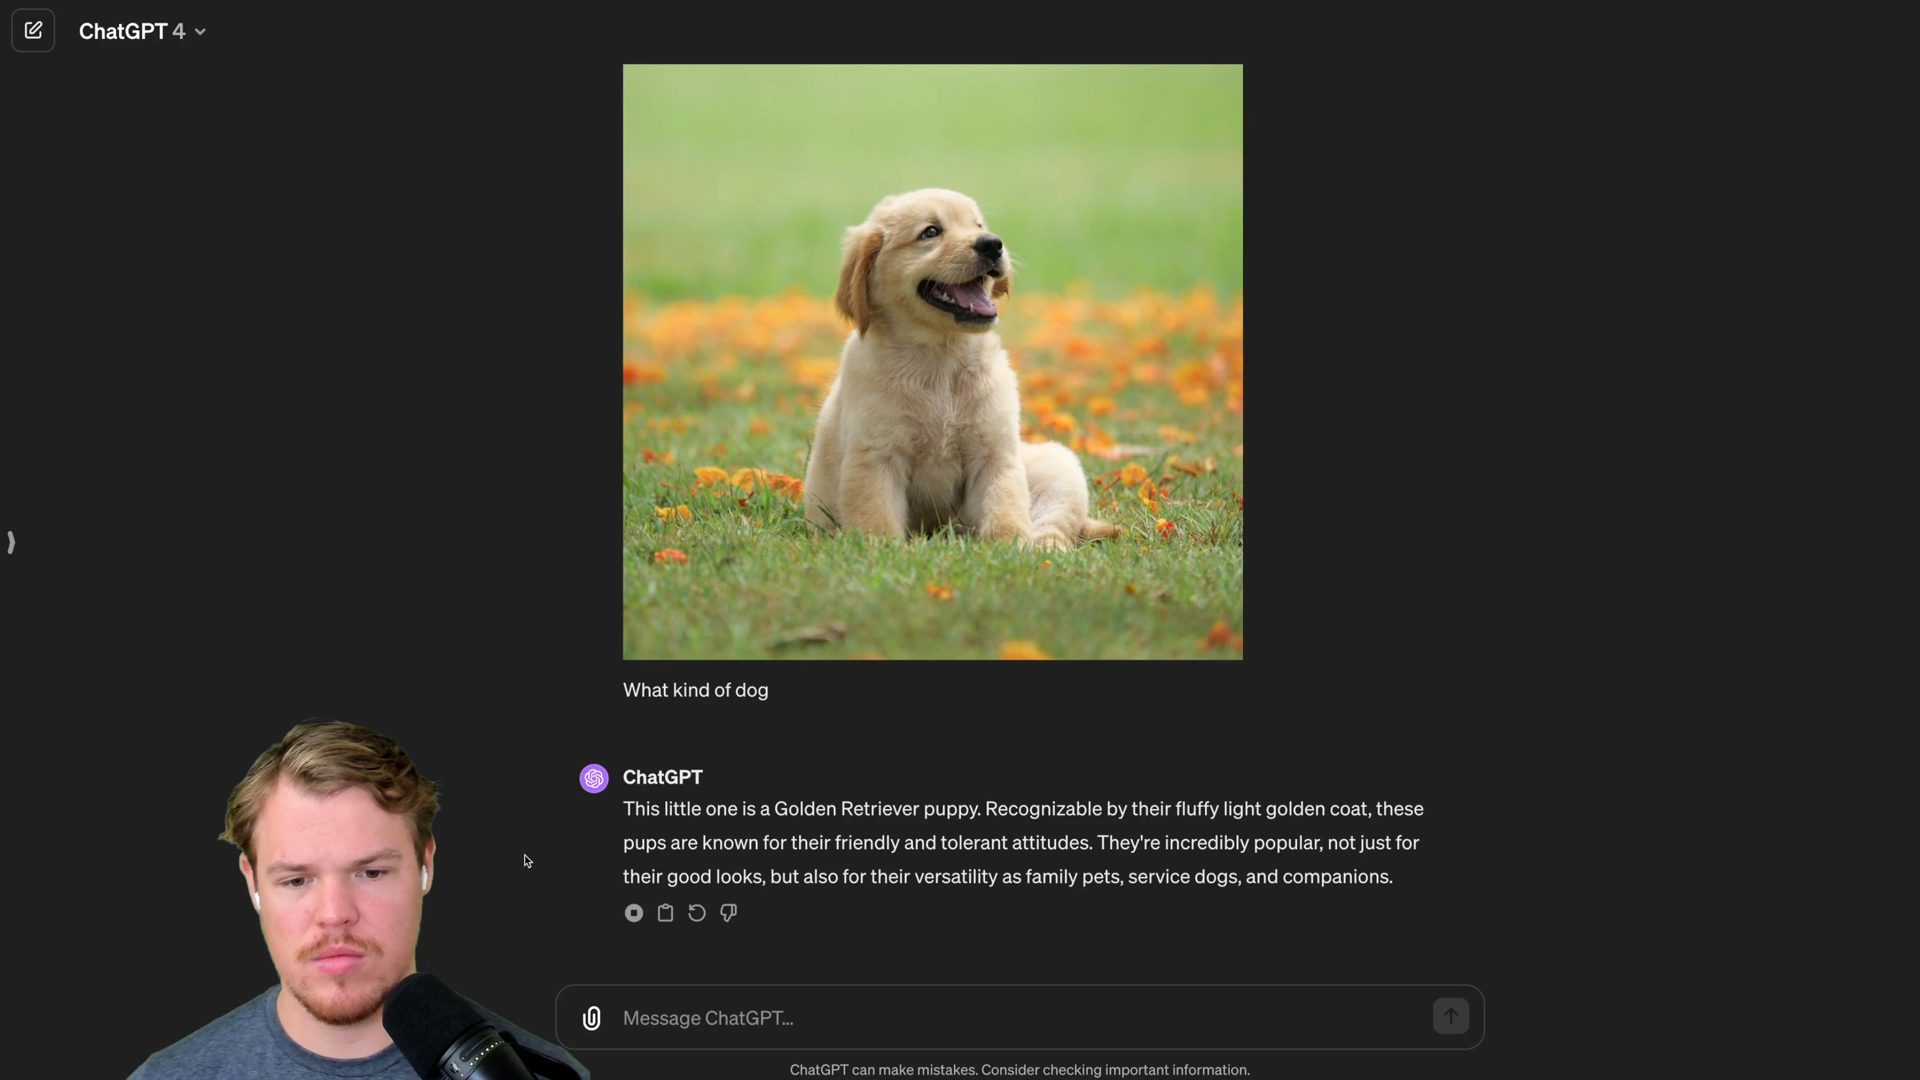 ChatGPT 4
What kind of dog
ChatGPT
This little one is a Golden Retriever puppy. Recognizable by their fluffy light golden coat, these
pups are known for their friendly and tolerant attitudes. They're incredibly popular, not just for
their good looks, but also for their versatility as family pets, service dogs, and companions.
Message ChatGPT...
ChatGPT can make mistakes. Consider checking important information.